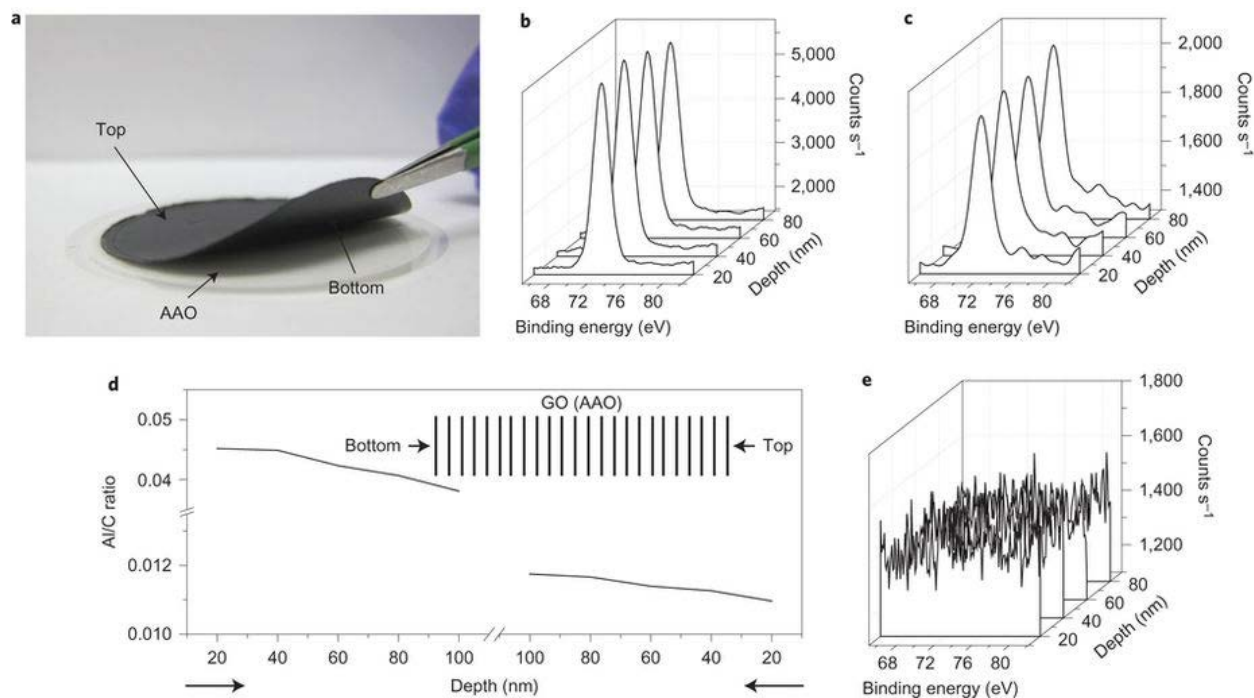 a
Top
AAO
Bottom
b
5,000
4,000
3,000
2,000
Counts s⁻¹
80
60
40
20
Depth (nm)
68 72 76 80
Binding energy (eV)
c
2,000
1,800
1,600
1,400
Counts s⁻¹
80
60
40
20
Depth (nm)
68 72 76 80
Binding energy (eV)
d
GO (AAO)
Bottom Top
0.05
0.04
0.012
0.010
Al/C ratio
20 40 60 80 100 100 80 60 40 20
Depth (nm)
e
1,800
1,600
1,400
1,200
Counts s⁻¹
80
60
40
20
Depth (nm)
68 72 76 80
Binding energy (eV)